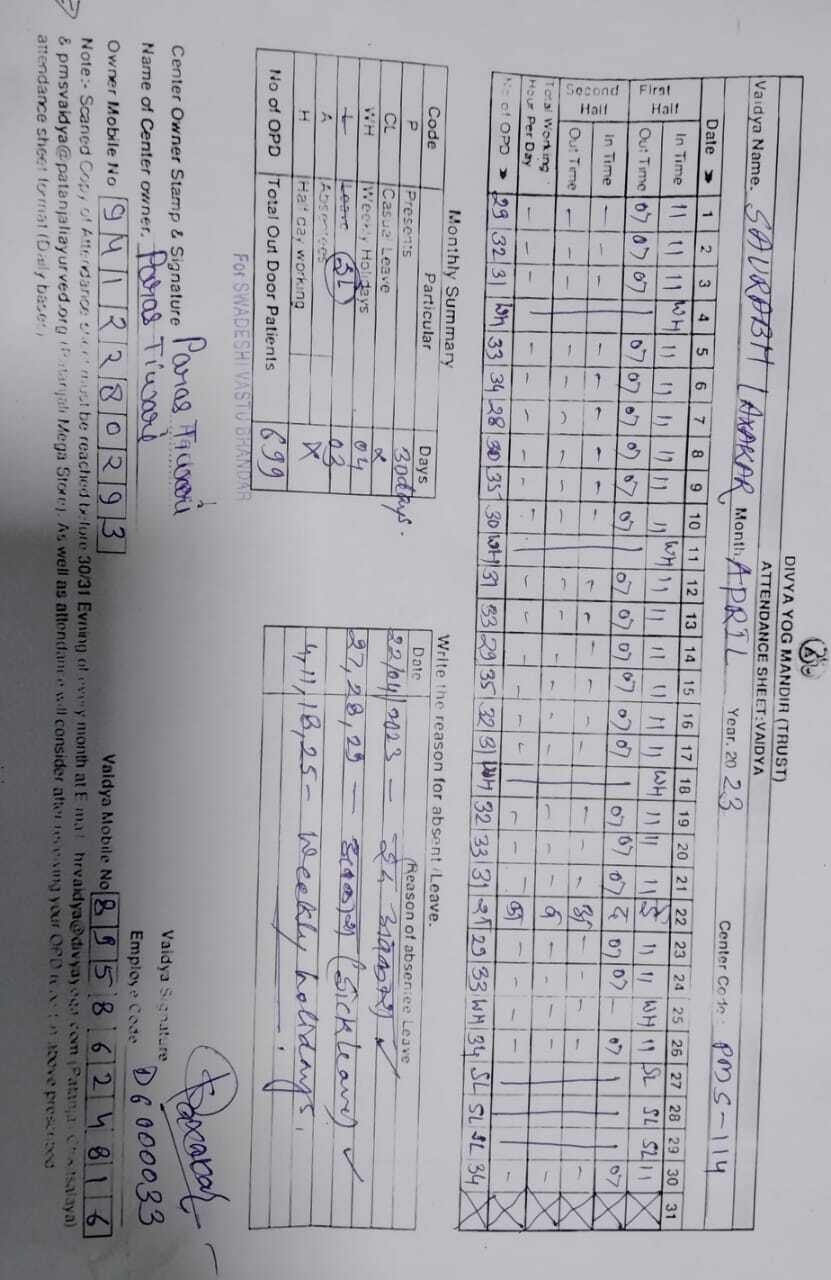 DIVYA YOG MANDIR (TRUST)
ATTENDANCE SHEET:VAIDYA
Vaidya Name. SAURABH LAXAKAR Month. APRIL Year. 2023 Center Code : PMS-114
Date 1 2 3 4 5 6 7 8 9 10 11 12 13 14 15 16 17 18 19 20 21 22 23 24 25 26 27 28 29 30 31
First Half
In Time 11 11 11 WH 11 11 11 11 11 11 WH 11 11 11 11 11 11 WH 11 11 11 ई 11 11 WH 11 SL SL SL 11
Out Time 07 07 07 07 07 07 07 07 07 07 07 07 07 07 07 07 07 07 द 07 07 - 07 07
Second Half
In Time - - - - - - - - - - - - - - - - - - अ - - - - -
Out Time - - - - - - - - - - - - - - - - - - व - - - - -
Total Working
Hour Per Day - - - - - - - - - - - - - - - - - - का - - - - -
No of OPD 29 32 31 WH 33 34 28 30 35 30 WH 31 33 29 35 32 31 WH 32 33 31 29 33 WH 34 SL SL SL 34
Monthly Summary
Code Particular Days
P Presents 30days.
CL Casual Leave x
WH Weekly Holidays 04
L Leave SL 03
A Absentees x
H Half day working
No of OPD Total Out Door Patients 699
Write the reason for absent /Leave.
Date Reason of absentee Leave
22/04/2023 - ईद अवकाश
27,28,29 - अवकाश (Sick leave)
4,11,18,25- Weekly holidays.
For SWADESHI VASTU BHANDAR
Center Owner Stamp & Signature Paras Tiwari
Name of Center owner. Paras Tiwari
Owner Mobile No 9412280293
Laxakar
Vaidya Signature
Employe Code D6000033
Vaidya Mobile No 8958624816
Note:- Scaned Copy of Attendance sheet must be reached before 30/31 Evning of every month at E-mail hrvaidya@divyayoga.com (Patanjali Chikitsalaya)
& pmsvaidya@patanjaliayurved.org (Patanjali Mega Store). As well as attendance will consider after receiving your OPD in above prescribed
attendance sheet format (Daily bases)